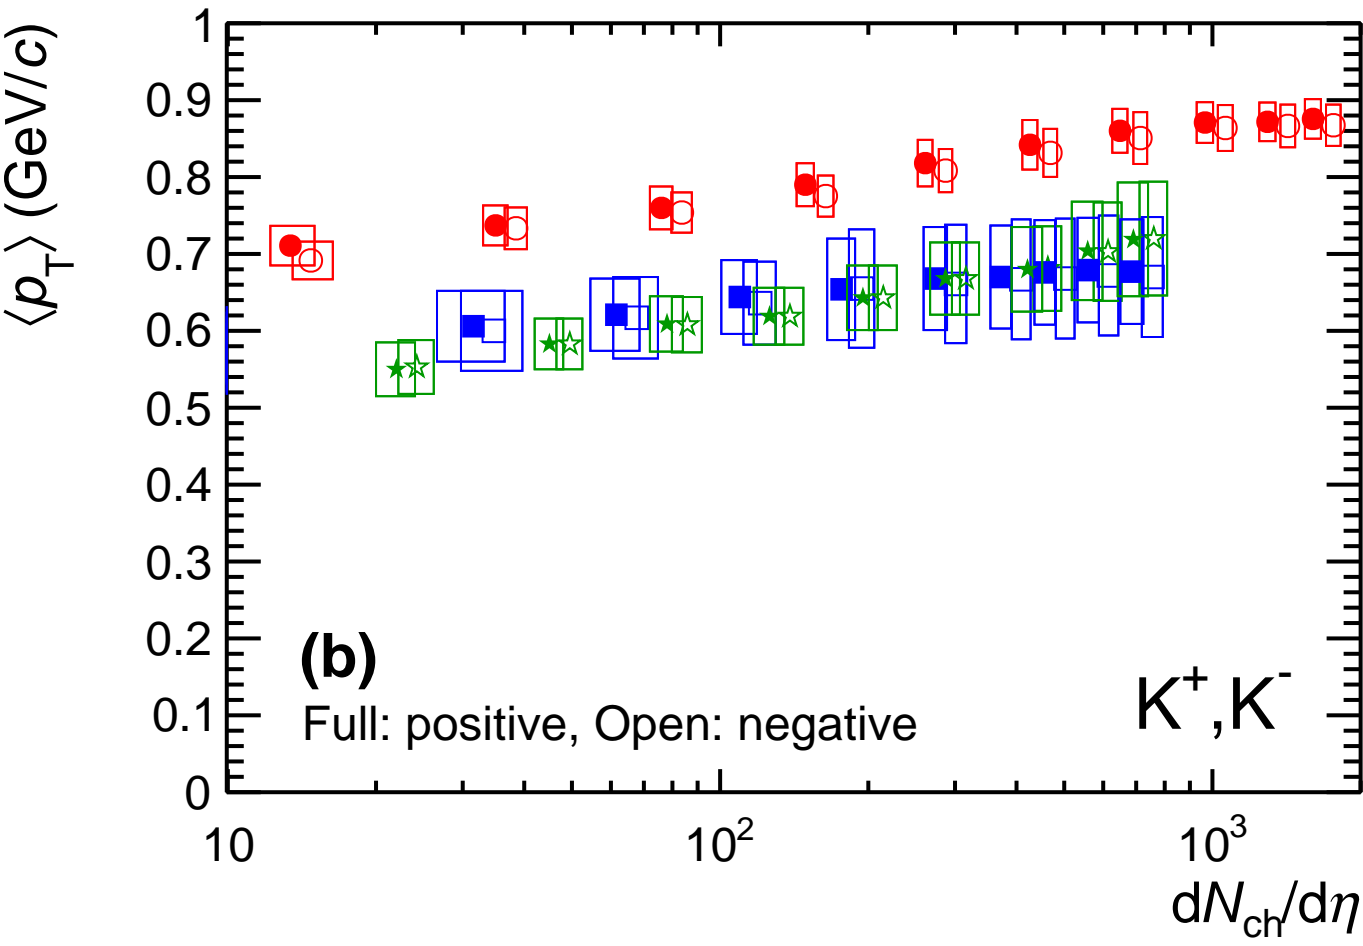 ⟨p_T⟩ (GeV/c)
1
0.9
0.8
0.7
0.6
0.5
0.4
0.3
0.2
0.1
0
(b)
Full: positive, Open: negative
K⁺,K⁻
10 10² 10³
dN_ch/dη